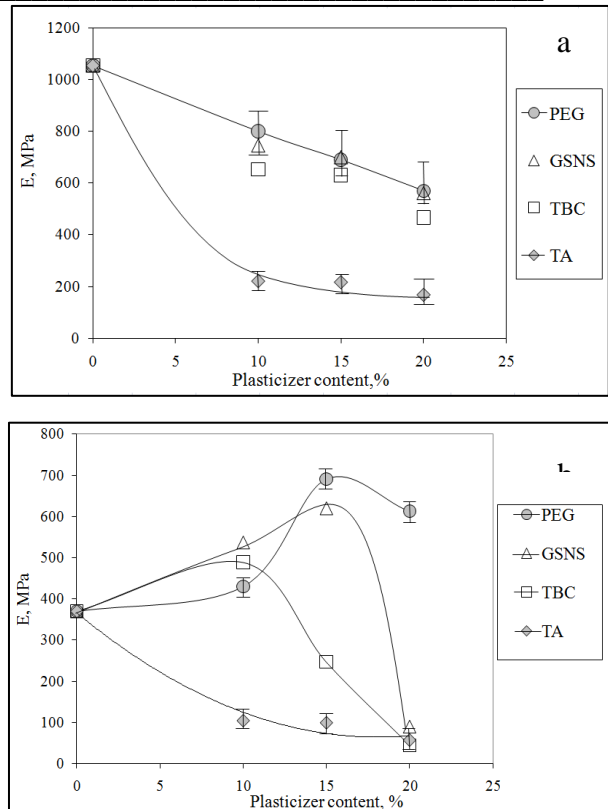 a
1200
1000
800
600
400
200
0
E, MPa
0 5 10 15 20 25
Plasticizer content,%
PEG
GSNS
TBC
TA
800
700
600
500
400
300
200
100
0
E, MPa
0 5 10 15 20 25
Plasticizer content, %
PEG
GSNS
TBC
TA